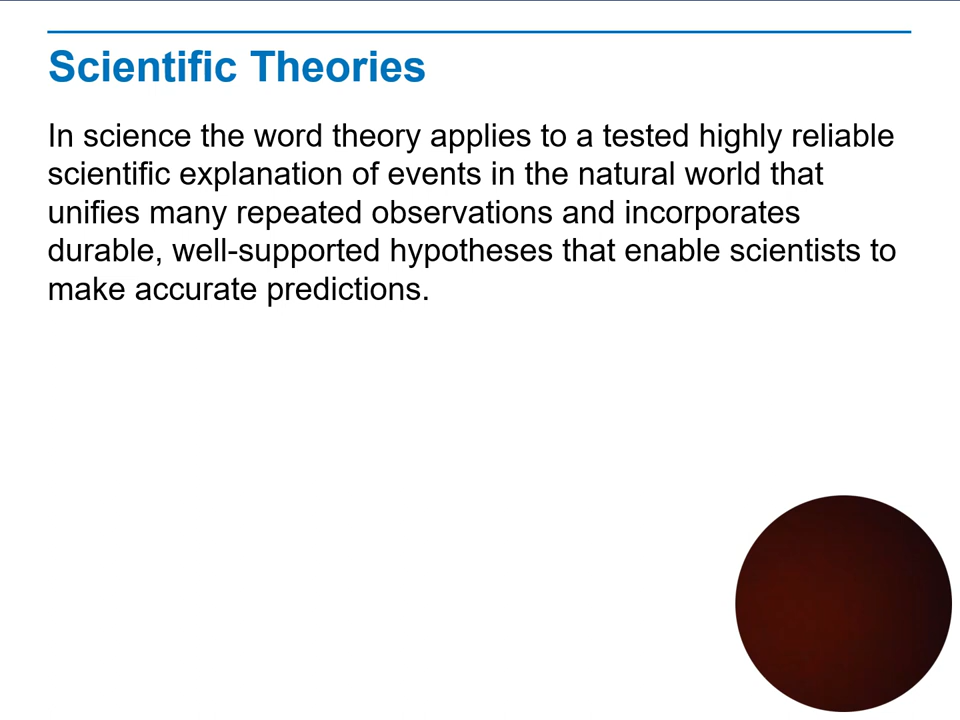 Scientific Theories
In science the word theory applies to a tested highly reliable
scientific explanation of events in the natural world that
unifies many repeated observations and incorporates
durable, well-supported hypotheses that enable scientists to
make accurate predictions.